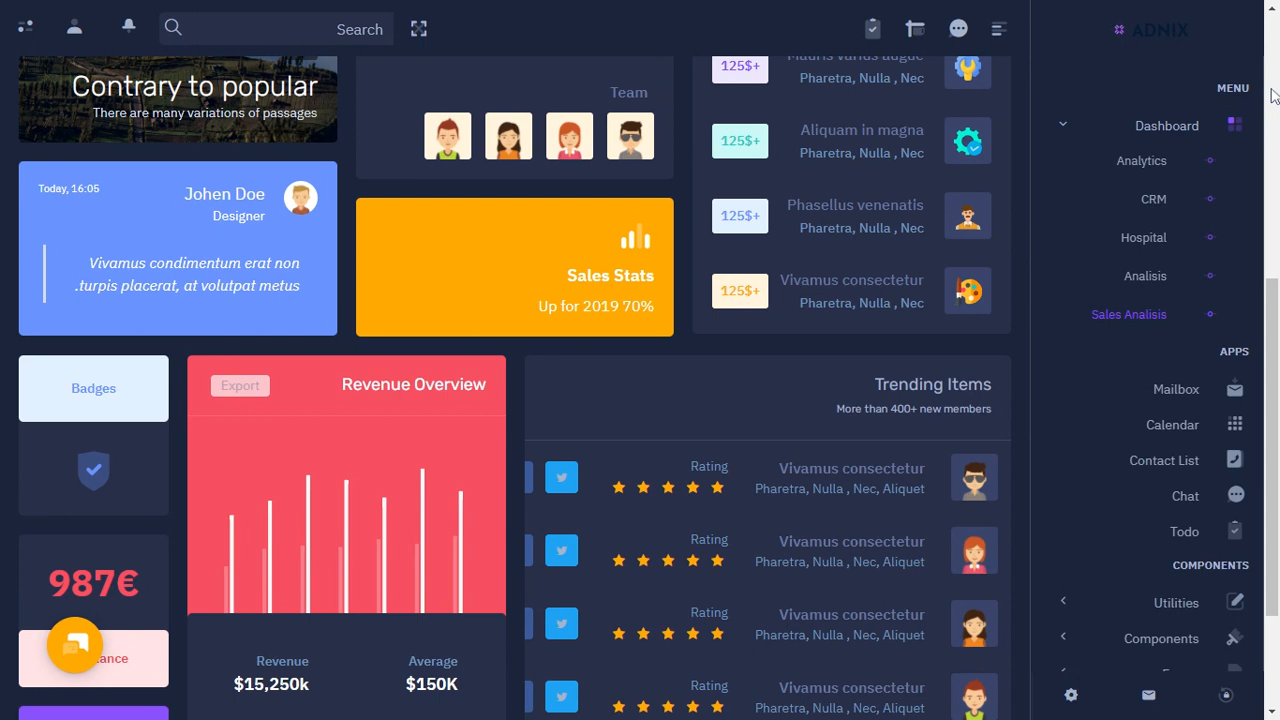 Search
ADNIX
MENU
Dashboard
Analytics
CRM
Hospital
Analisis
Sales Analisis
APPS
Mailbox
Calendar
Contact List
Chat
Todo
COMPONENTS
Utilities
Components
Contrary to popular
There are many variations of passages
Today, 16:05
Johen Doe
Designer
Vivamus condimentum erat non
.turpis placerat, at volutpat metus
Team
Sales Stats
Up for 2019 70%
125$+
Mauris varius augue
Pharetra, Nulla , Nec
125$+
Aliquam in magna
Pharetra, Nulla , Nec
125$+
Phasellus venenatis
Pharetra, Nulla , Nec
125$+
Vivamus consectetur
Pharetra, Nulla , Nec
Badges
987€
Export
Revenue Overview
Revenue
$15,250k
Average
$150K
Trending Items
More than 400+ new members
Rating
Vivamus consectetur
Pharetra, Nulla , Nec, Aliquet
Rating
Vivamus consectetur
Pharetra, Nulla , Nec, Aliquet
Rating
Vivamus consectetur
Pharetra, Nulla , Nec, Aliquet
Rating
Vivamus consectetur
Pharetra, Nulla , Nec, Aliquet